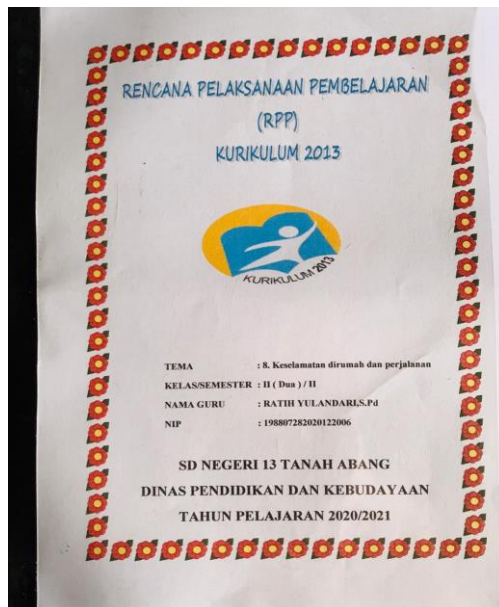 RENCANA PELAKSANAAN PEMBELAJARAN
(RPP)
KURIKULUM 2013
KURIKULUM 2013
TEMA : 8. Keselamatan dirumah dan perjalanan
KELAS/SEMESTER : II ( Dua ) / II
NAMA GURU : RATIH YULANDARI,S.Pd
NIP : 198807282020122006
SD NEGERI 13 TANAH ABANG
DINAS PENDIDIKAN DAN KEBUDAYAAN
TAHUN PELAJARAN 2020/2021